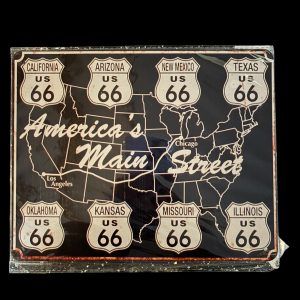 CALIFORNIA ARIZONA NEW MEXICO TEXAS
US US US US
66 66 66 66
America's
Chicago
Main Street
Los
Angeles
OKLAHOMA KANSAS MISSOURI ILLINOIS
US US US US
66 66 66 66